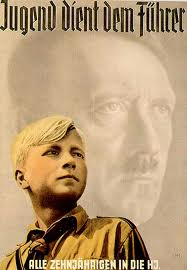 Jugend dient dem Führer
ALLE ZEHNJÄHRIGEN IN DIE HJ.